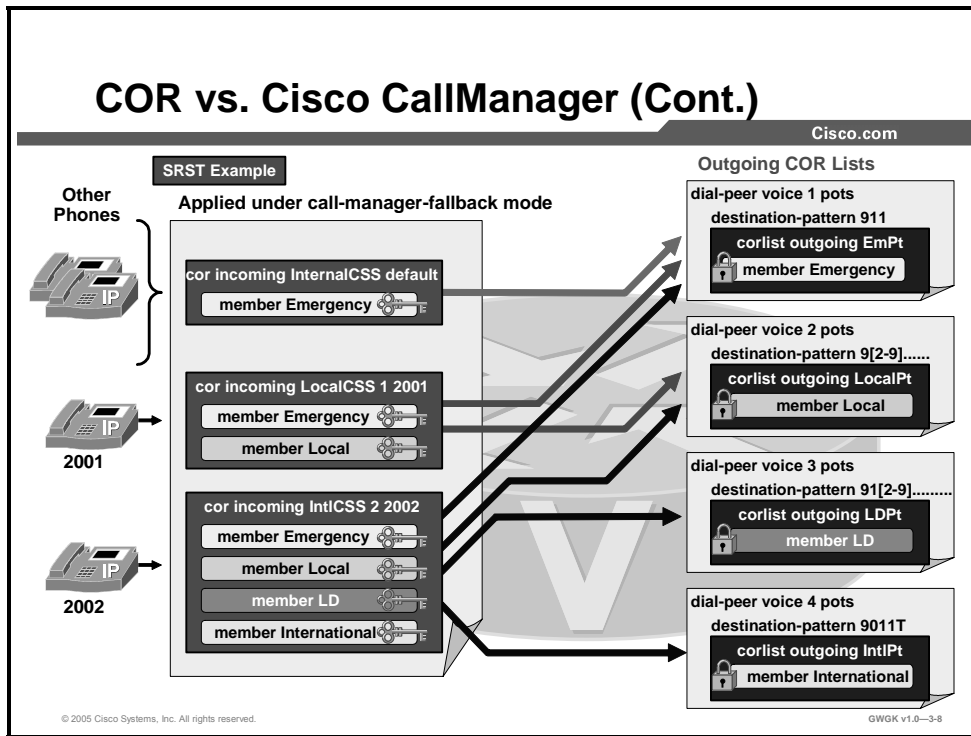 COR vs. Cisco CallManager (Cont.)
Cisco.com
SRST Example
Other
Phones
Applied under call-manager-fallback mode
IP
cor incoming InternalCSS default
member Emergency
IP
2001
cor incoming LocalCSS 1 2001
member Emergency
member Local
IP
2002
cor incoming IntlCSS 2 2002
member Emergency
member Local
member LD
member International
Outgoing COR Lists
dial-peer voice 1 pots
destination-pattern 911
corlist outgoing EmPt
member Emergency
dial-peer voice 2 pots
destination-pattern 9[2-9]......
corlist outgoing LocalPt
member Local
dial-peer voice 3 pots
destination-pattern 91[2-9].........
corlist outgoing LDPt
member LD
dial-peer voice 4 pots
destination-pattern 9011T
corlist outgoing IntlPt
member International
V
© 2005 Cisco Systems, Inc. All rights reserved.
GWGK v1.0—3-8